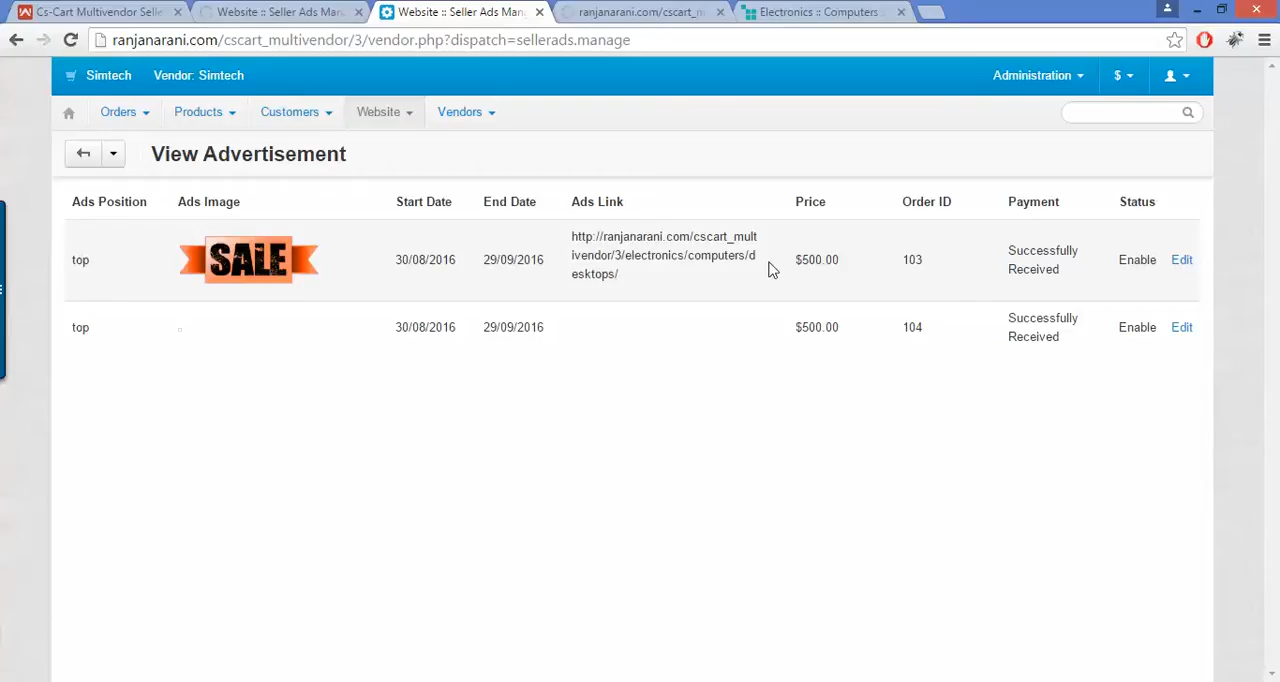 Cs-Cart Multivendor Selle
Website :: Seller Ads Man
Website :: Seller Ads Man
ranjanarani.com/cscart_m
Electronics :: Computers
ranjanarani.com/cscart_multivendor/3/vendor.php?dispatch=sellerads.manage
Simtech
Vendor: Simtech
Administration
$
Orders
Products
Customers
Website
Vendors
View Advertisement
Ads Position
Ads Image
Start Date
End Date
Ads Link
Price
Order ID
Payment
Status
top
SALE
30/08/2016
29/09/2016
http://ranjanarani.com/cscart_mult
ivendor/3/electronics/computers/d
esktops/
$500.00
103
Successfully
Received
Enable
Edit
top
30/08/2016
29/09/2016
$500.00
104
Successfully
Received
Enable
Edit